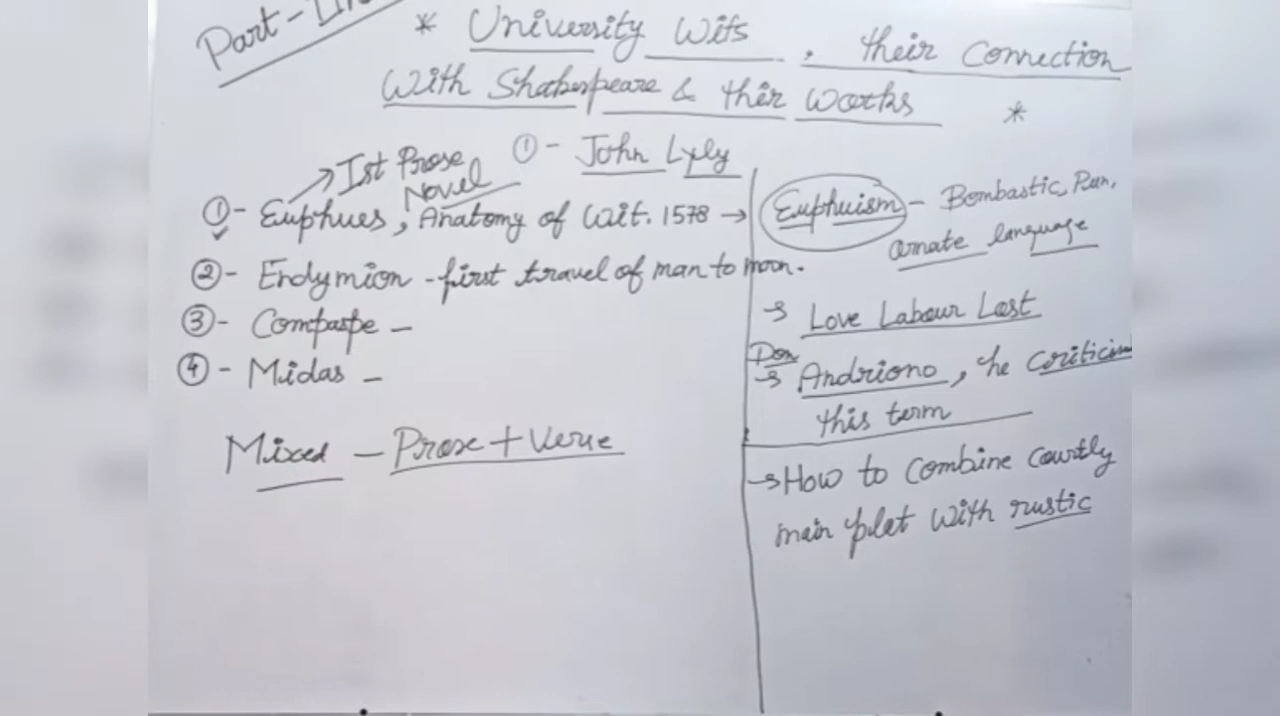 Part-
* University Wits, their Connection
With Shakespeare & their Works *
① - John Lyly
→ Ist Prose
Novel
① - Euphues, Anatomy of Wit. 1578 →
② - Endymion - first travel of man to moon.
③ - Compaspe -
④ - Midas -
Mixed - Prose + Verse
Euphuism - Bombastic, Pun,
ornate language
→ Love Labour Lost
Don
→ Andriono, he criticism
this term
→ How to combine courtly
main plot with rustic